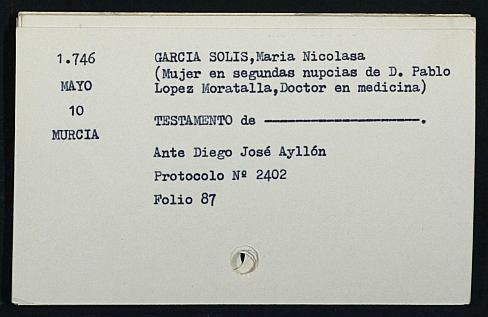 1.746
MAYO
10
MURCIA
GARCIA SOLIS,Maria Nicolasa
(Mujer en segundas nupcias de D. Pablo
Lopez Moratalla,Doctor en medicina)
TESTAMENTO de --------------------.
Ante Diego José Ayllón
Protocolo Nº 2402
Folio 87